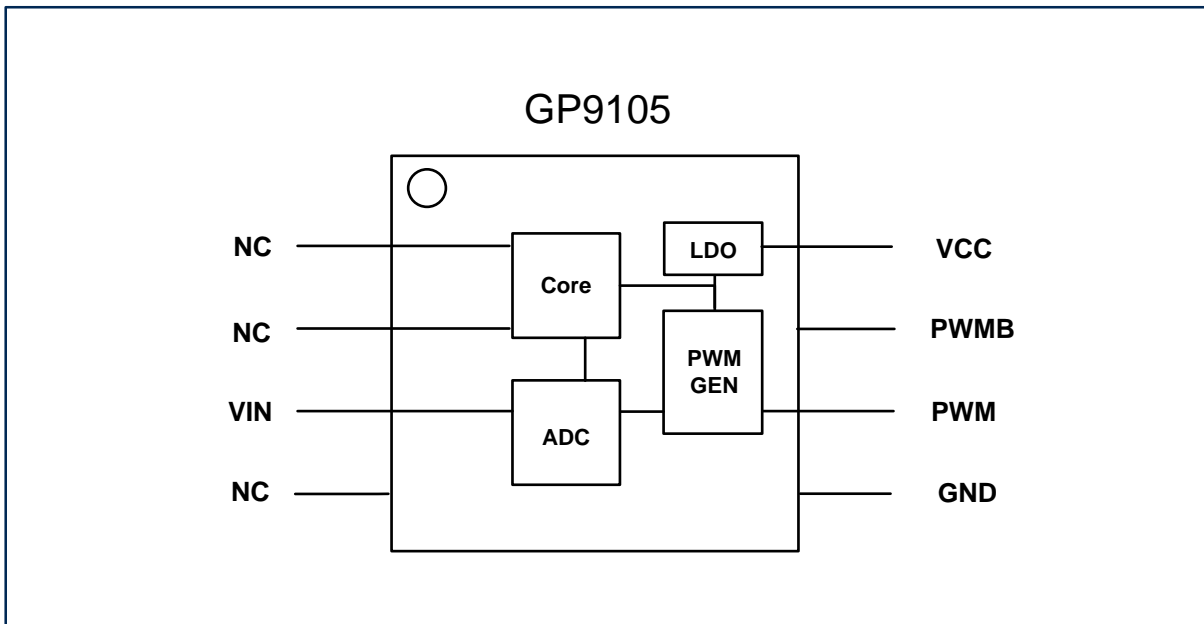 GP9105
NC
LDO
VCC
Core
NC
PWM
GEN
PWMB
VIN
ADC
PWM
NC
GND